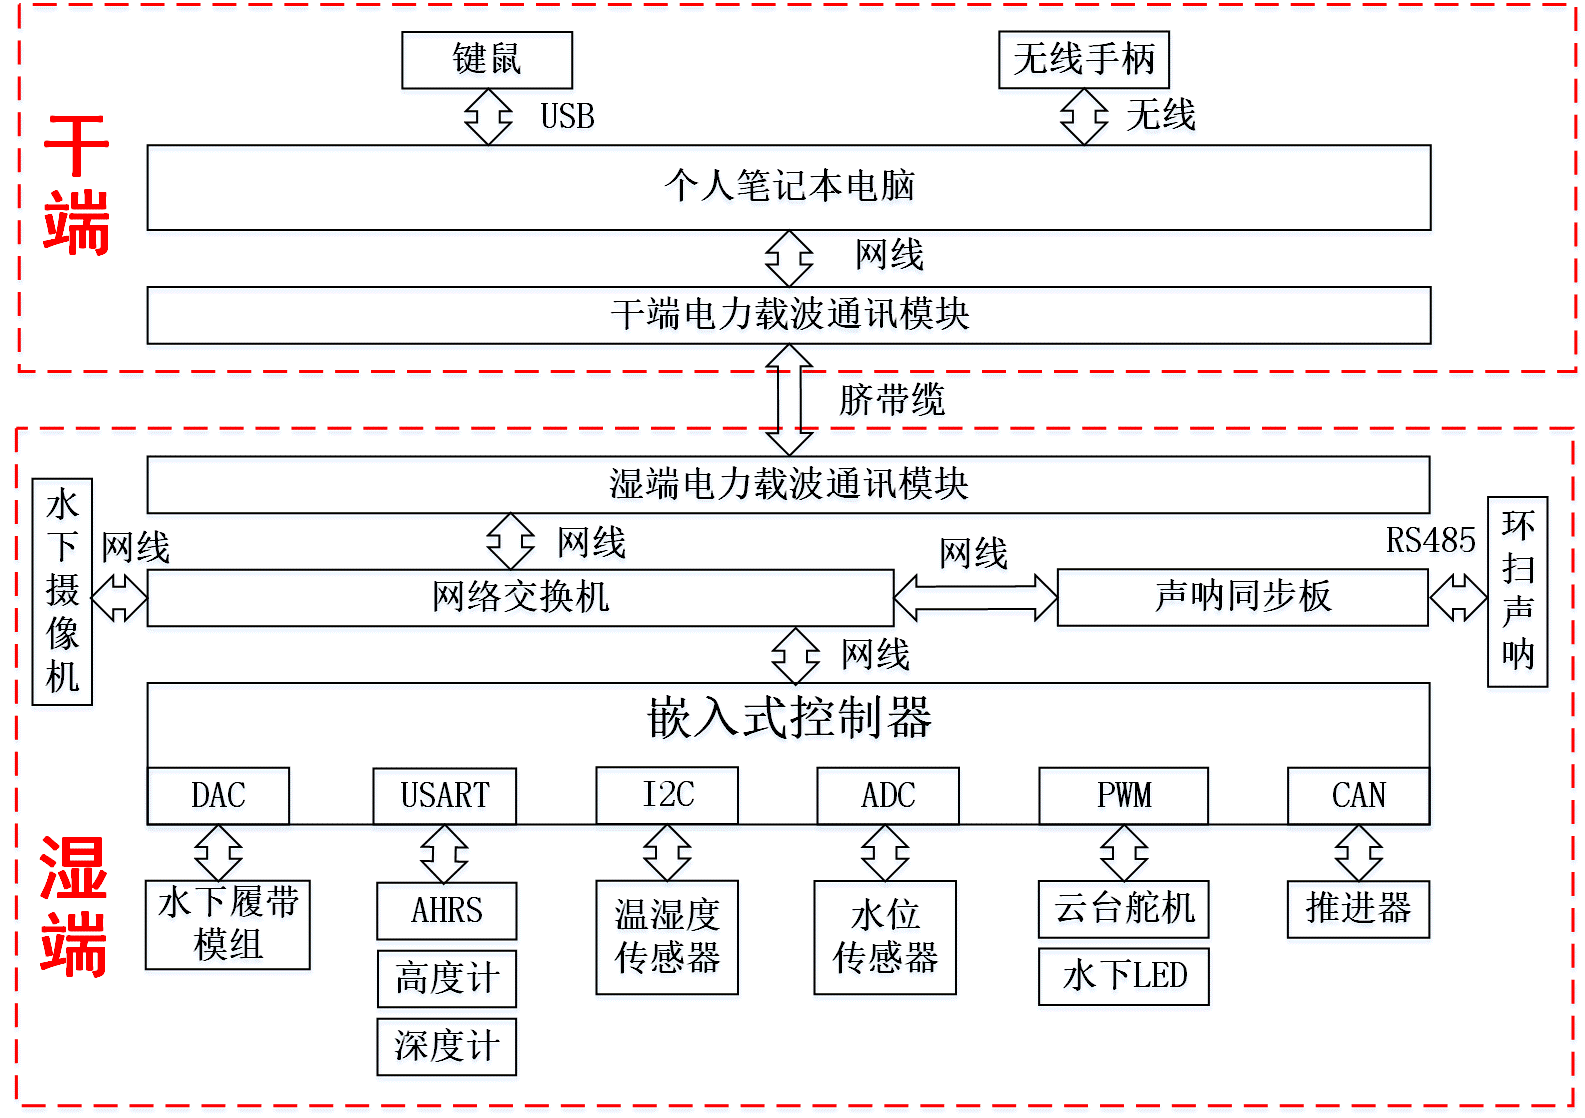 键鼠
无线手柄
USB
无线
干端
个人笔记本电脑
网线
干端电力载波通讯模块
脐带缆
湿端电力载波通讯模块
水下摄像机
网线
网线
网线
RS485
环扫声呐
网络交换机
声呐同步板
网线
嵌入式控制器
DAC
USART
I2C
ADC
PWM
CAN
湿端
水下履带
模组
AHRS
高度计
深度计
温湿度
传感器
水位
传感器
云台舵机
水下LED
推进器